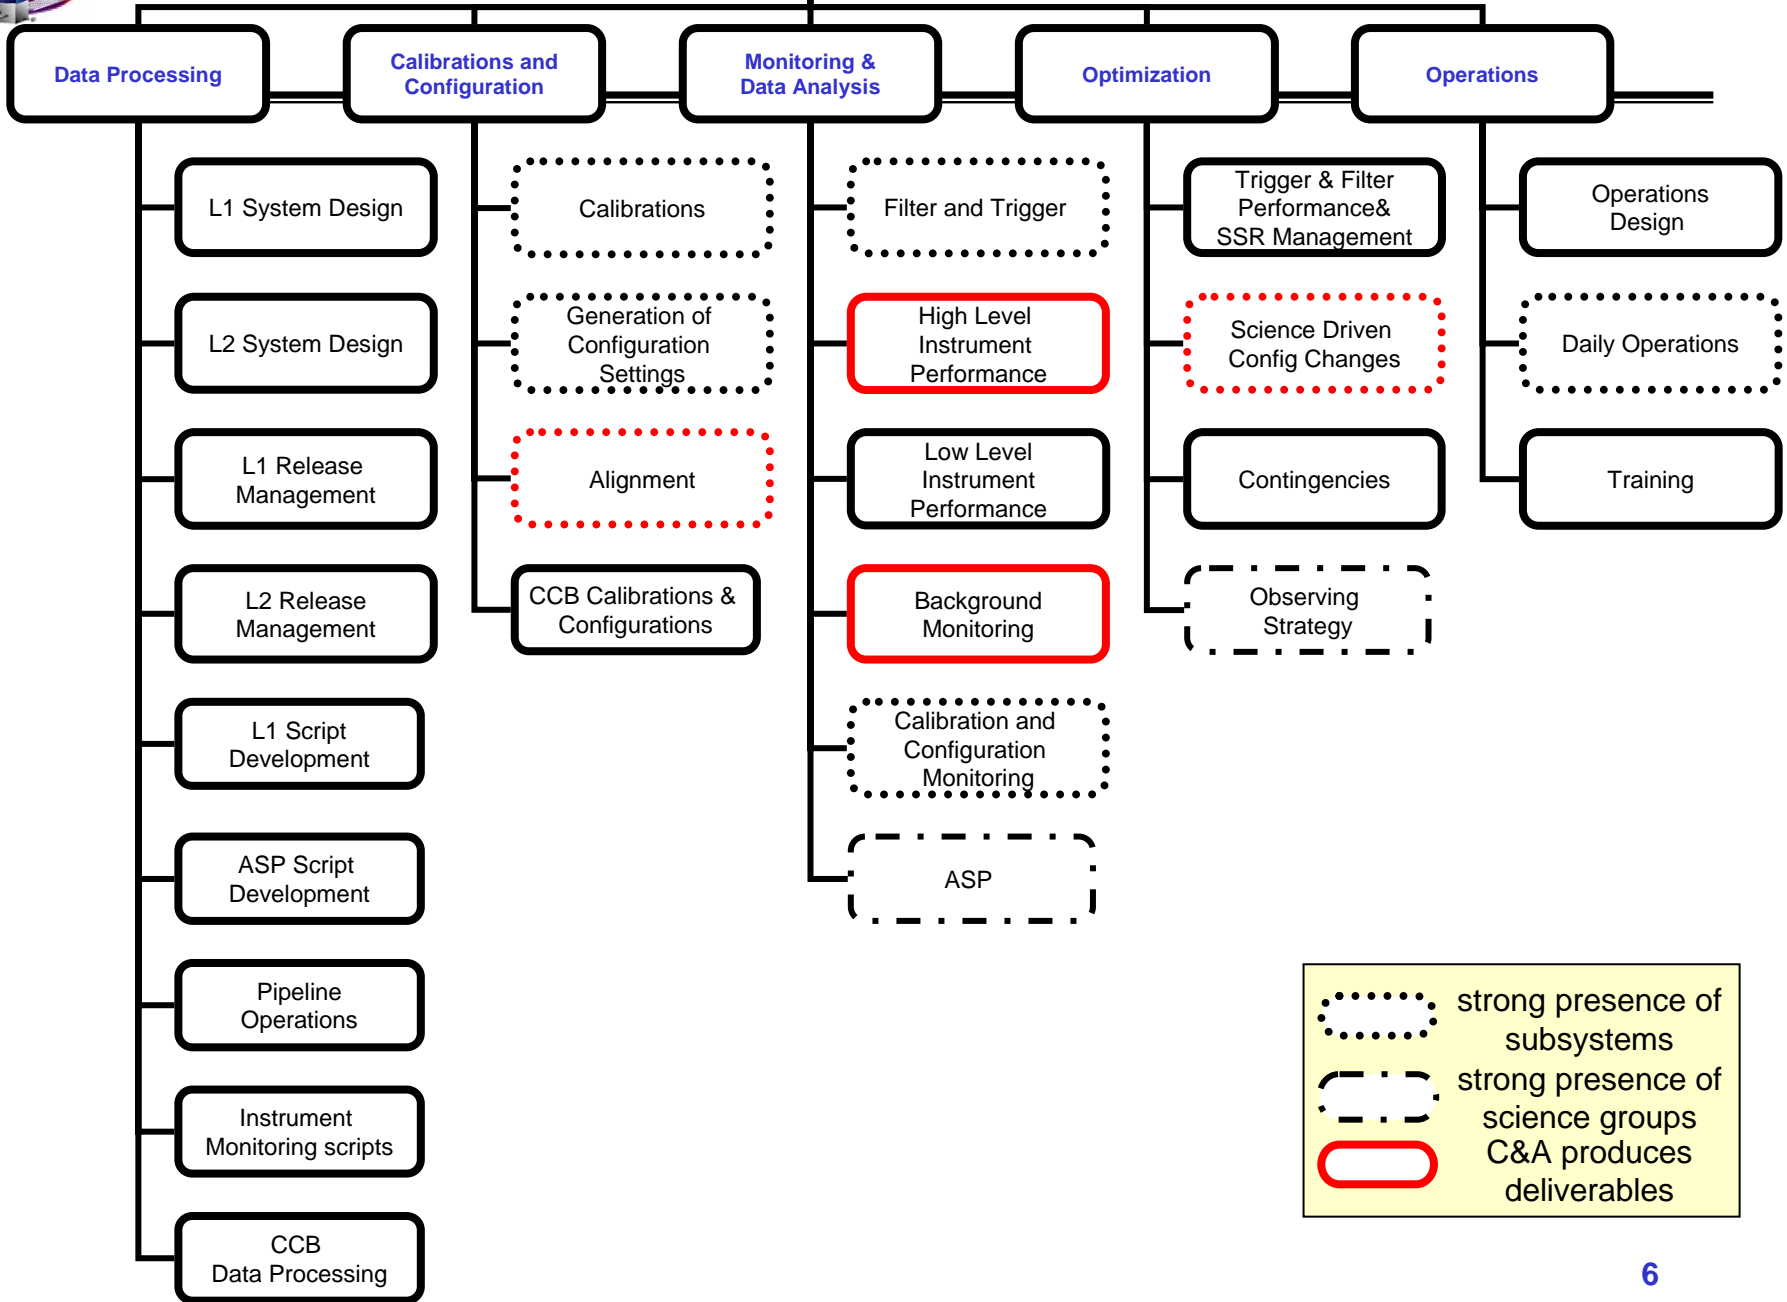 Data Processing
Calibrations and
Configuration
Monitoring &
Data Analysis
Optimization
Operations
L1 System Design
L2 System Design
L1 Release
Management
L2 Release
Management
L1 Script
Development
ASP Script
Development
Pipeline
Operations
Instrument
Monitoring scripts
CCB
Data Processing
Calibrations
Generation of
Configuration
Settings
Alignment
CCB Calibrations &
Configurations
Filter and Trigger
High Level
Instrument
Performance
Low Level
Instrument
Performance
Background
Monitoring
Calibration and
Configuration
Monitoring
ASP
Trigger & Filter
Performance&
SSR Management
Science Driven
Config Changes
Contingencies
Observing
Strategy
Operations
Design
Daily Operations
Training
strong presence of
subsystems
strong presence of
science groups
C&A produces
deliverables
6